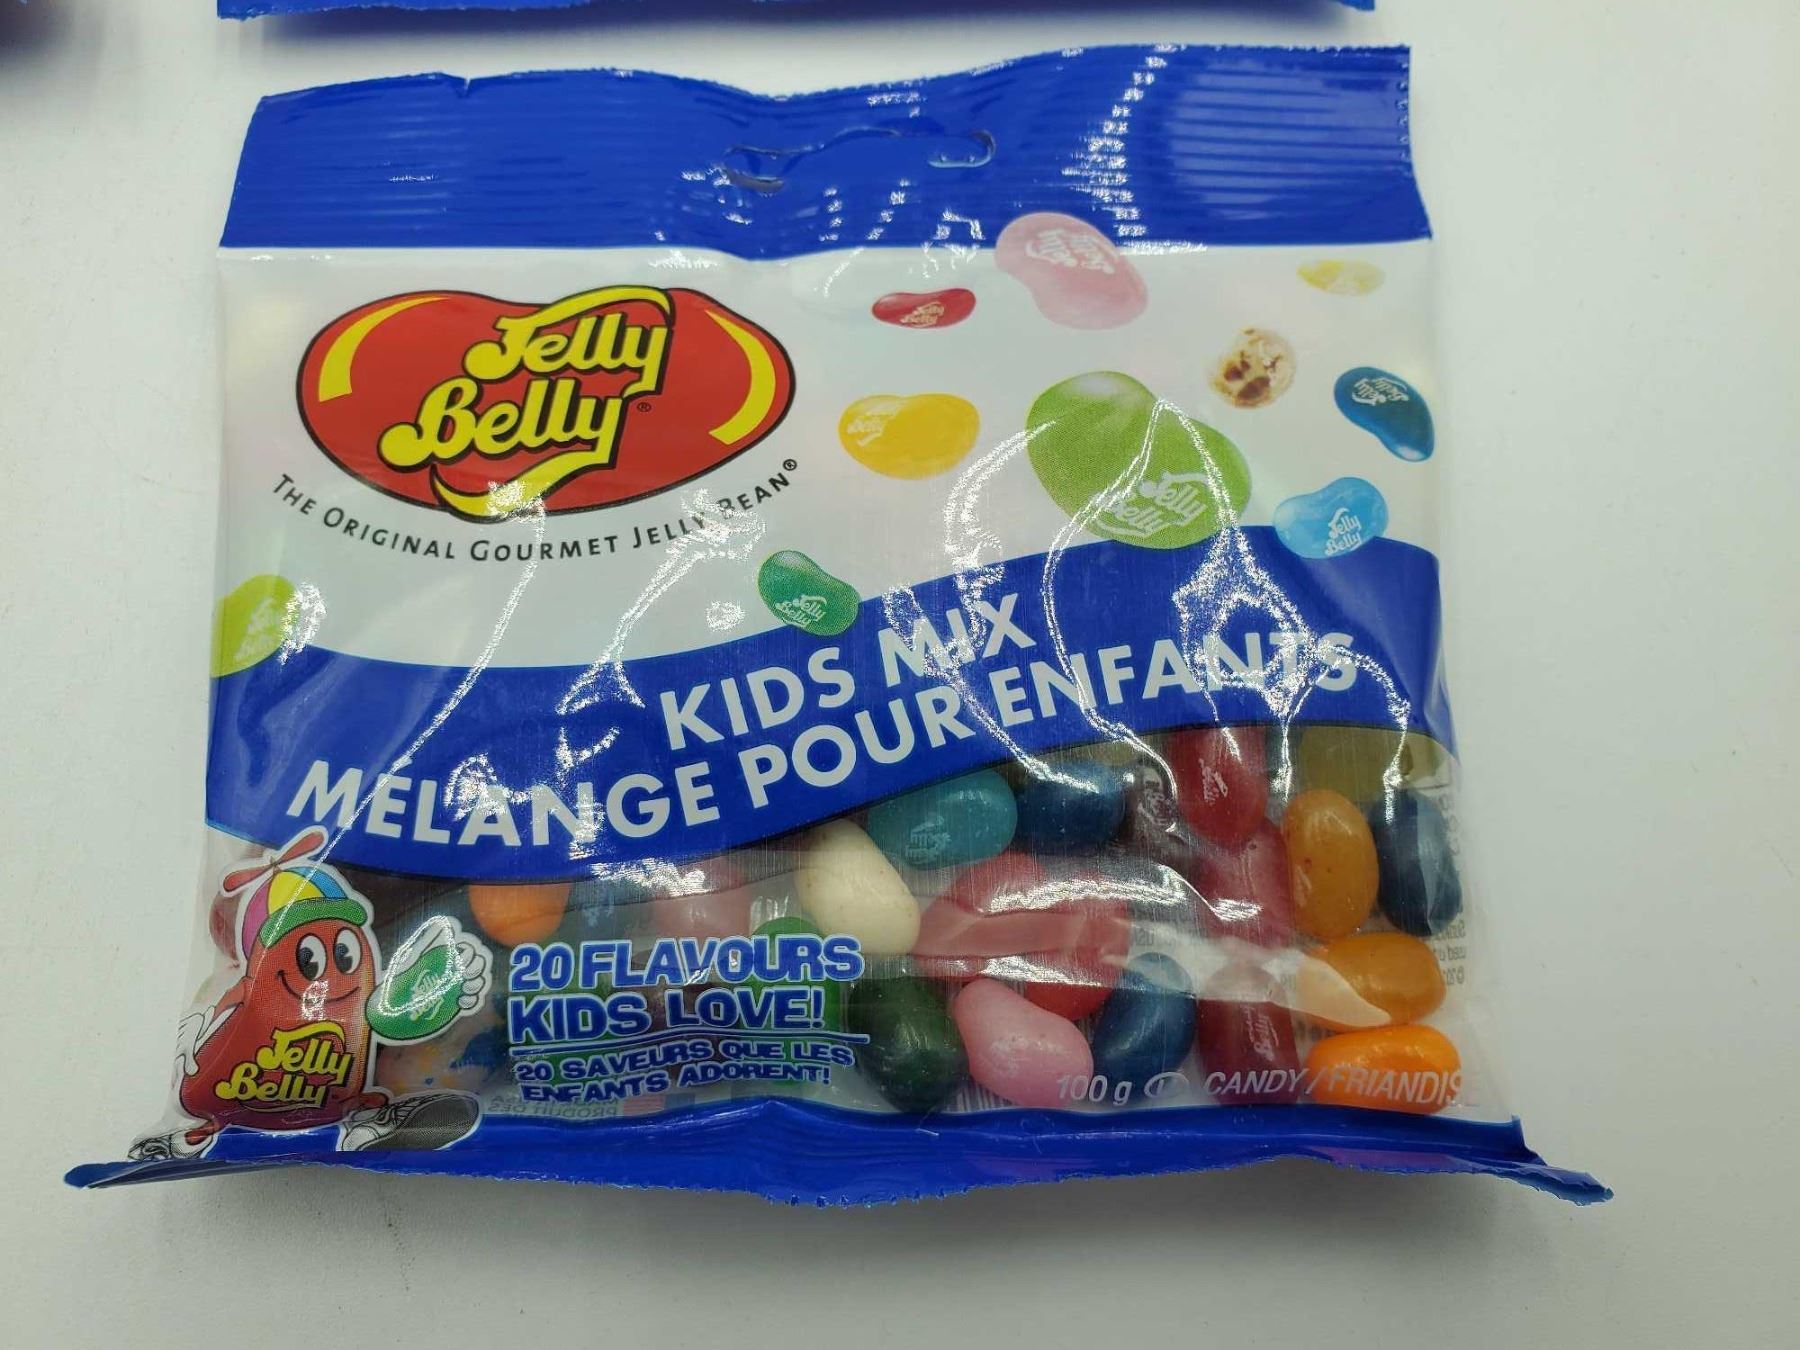 Jelly
Belly®
THE ORIGINAL GOURMET JELLY BEAN®
KIDS MIX
MÉLANGE POUR ENFANTS
20 FLAVOURS
KIDS LOVE!
20 SAVEURS QUE LES
ENFANTS ADORENT!
Jelly
Belly
100 g
CANDY/FRIANDIS